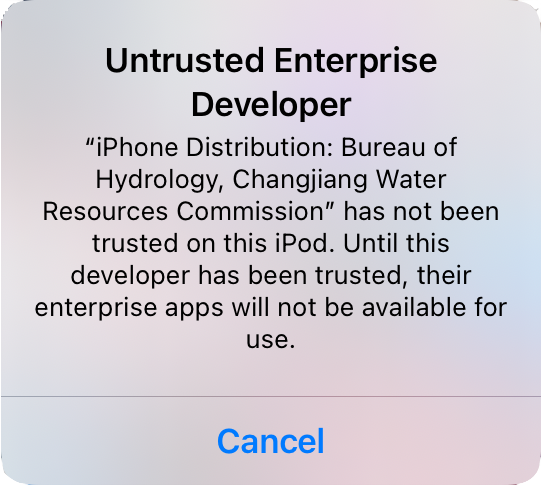 Untrusted Enterprise
Developer
“iPhone Distribution: Bureau of
Hydrology, Changjiang Water
Resources Commission” has not been
trusted on this iPod. Until this
developer has been trusted, their
enterprise apps will not be available for
use.
Cancel